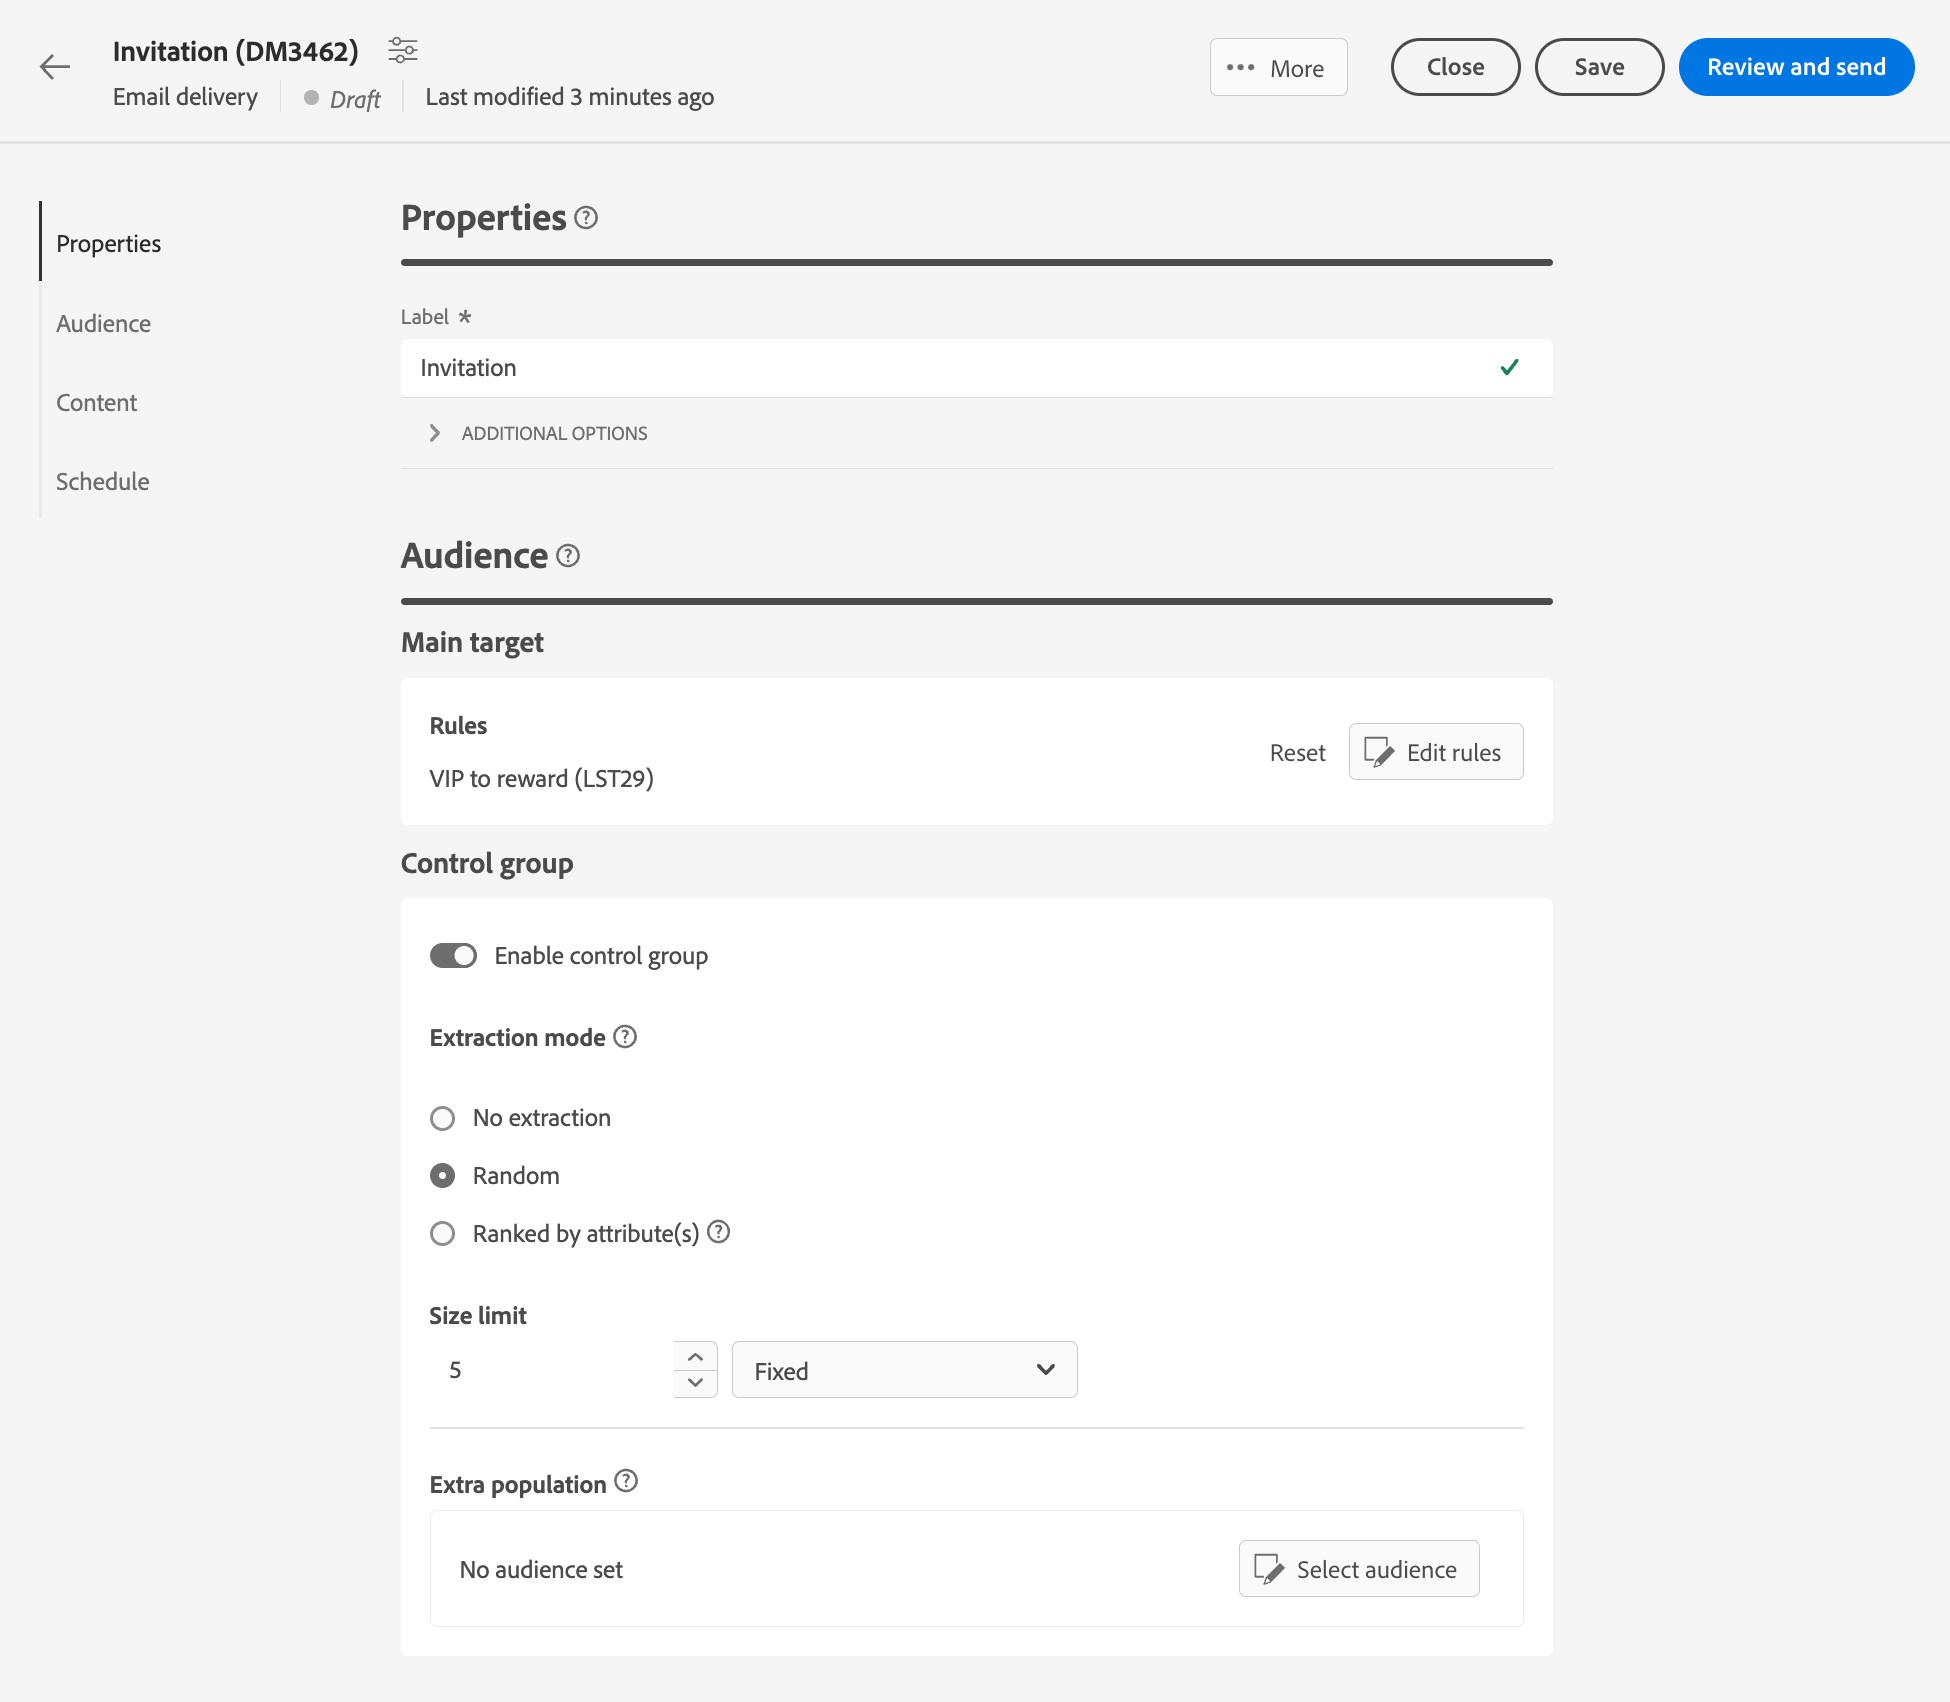 Invitation (DM3462)
Email delivery
Draft
Last modified 3 minutes ago
More
Close
Save
Review and send
Properties
Audience
Content
Schedule
Properties
Label *
Invitation
ADDITIONAL OPTIONS
Audience
Main target
Rules
VIP to reward (LST29)
Reset
Edit rules
Control group
Enable control group
Extraction mode
No extraction
Random
Ranked by attribute(s)
Size limit
5
Fixed
Extra population
No audience set
Select audience